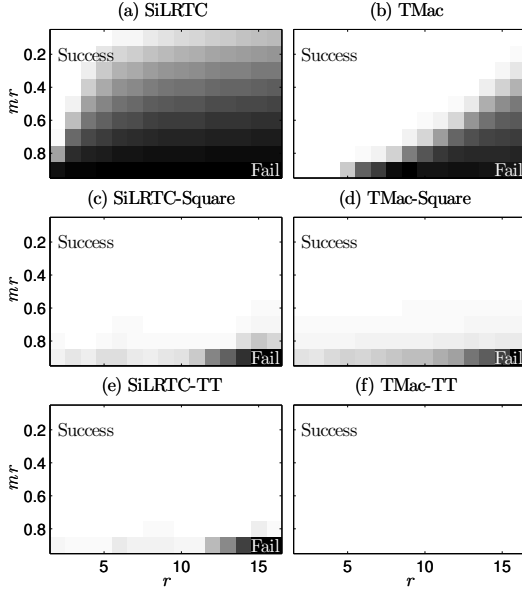 (a) SiLRTC
(b) TMac
Success
Success
0.2
0.4
0.6
0.8
mr
Fail
Fail
(c) SiLRTC-Square
(d) TMac-Square
Success
Success
0.2
0.4
0.6
0.8
mr
Fail
Fail
(e) SiLRTC-TT
(f) TMac-TT
Success
Success
0.2
0.4
0.6
0.8
mr
Fail
5 10 15
5 10 15
r
r